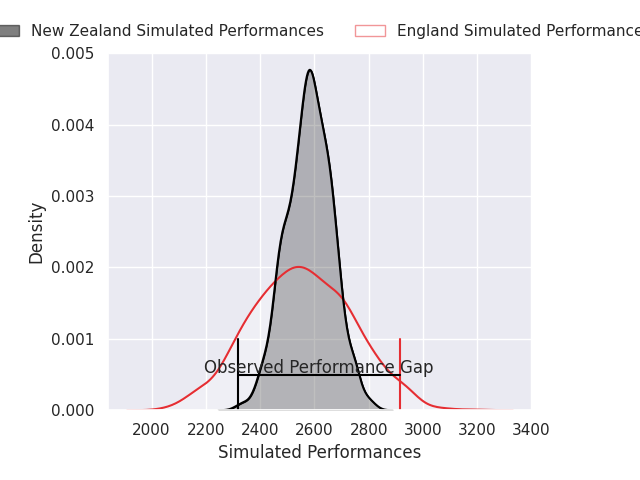 New Zealand Simulated Performances England Simulated Performance
0.005
0.004
0.003
0.002
0.001
0.000
Density
Observed Performance Gap
2000 2200 2400 2600 2800 3000 3200 3400
Simulated Performances